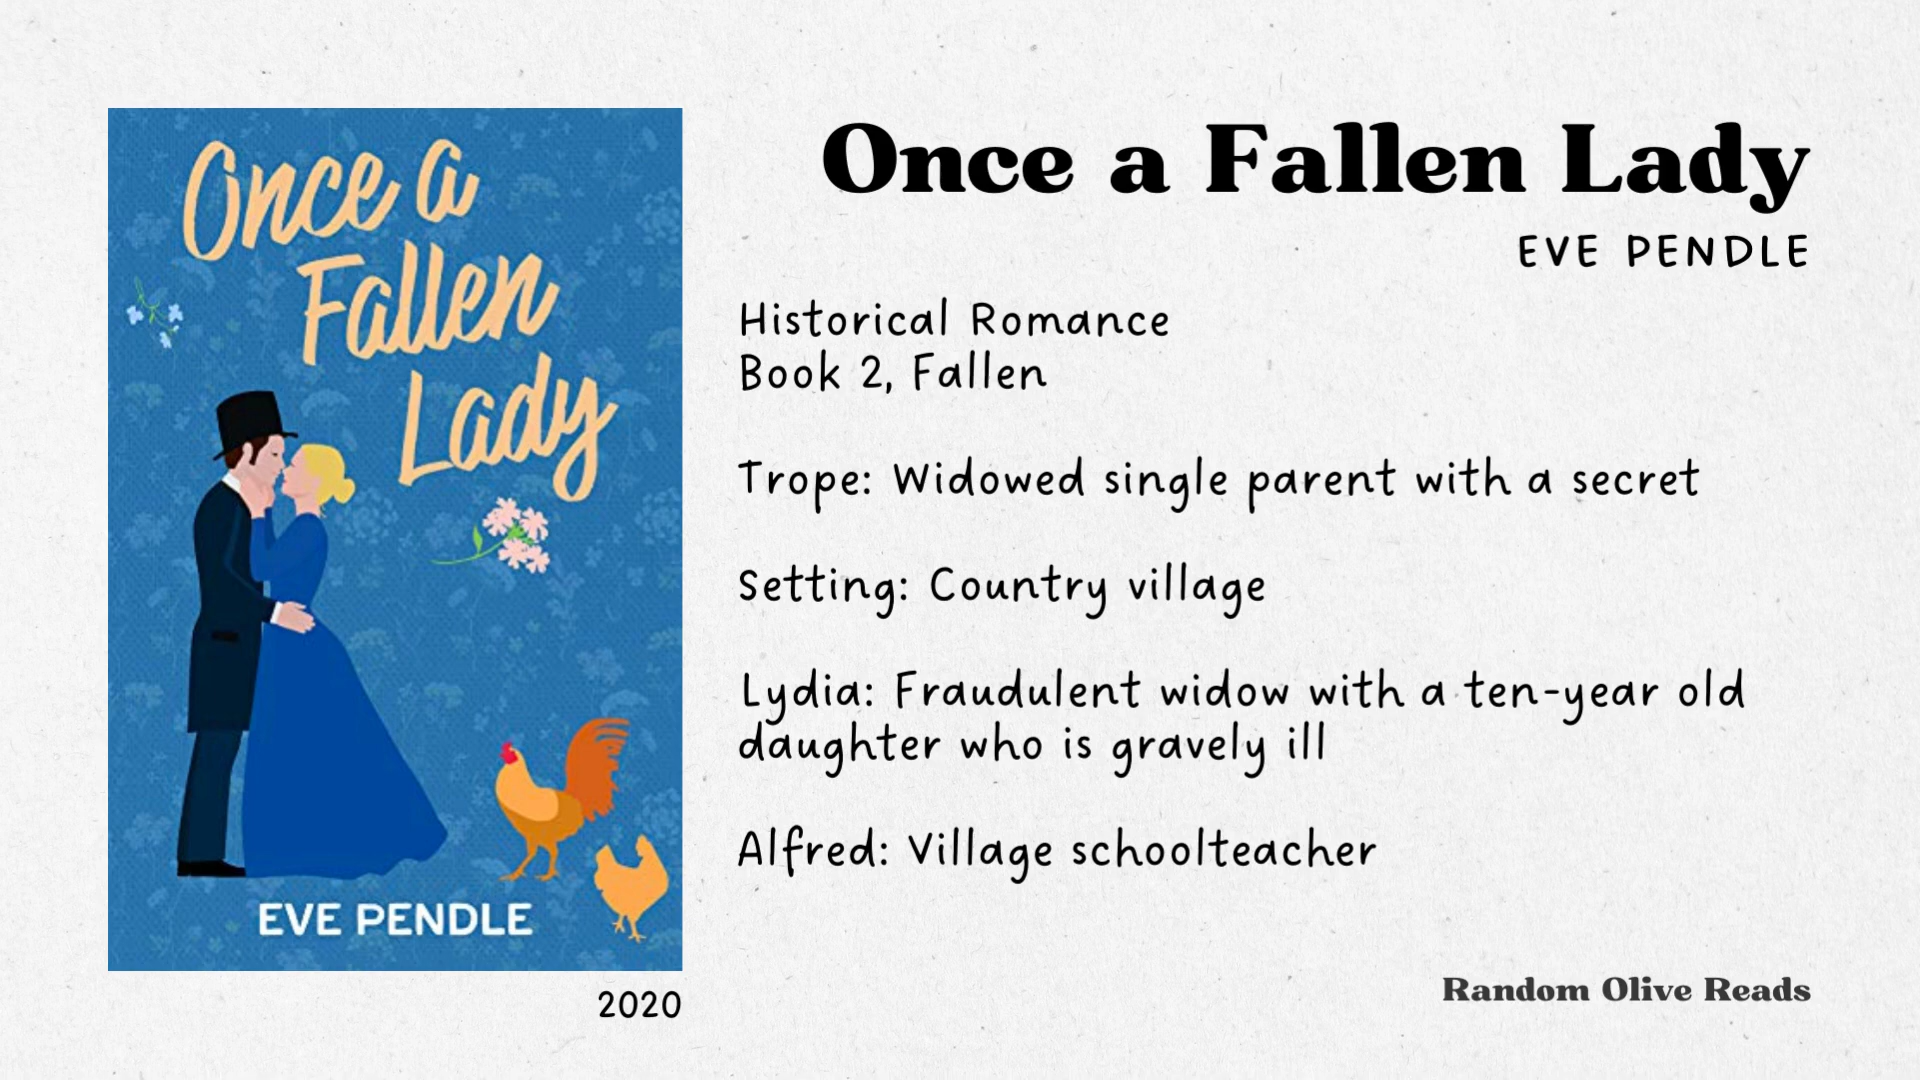 Once a
Fallen
Lady
EVE PENDLE
2020
Once a Fallen Lady
EVE PENDLE
Historical Romance
Book 2, Fallen
Trope: Widowed single parent with a secret
Setting: Country village
Lydia: Fraudulent widow with a ten-year old
daughter who is gravely ill
Alfred: Village schoolteacher
Random Olive Reads